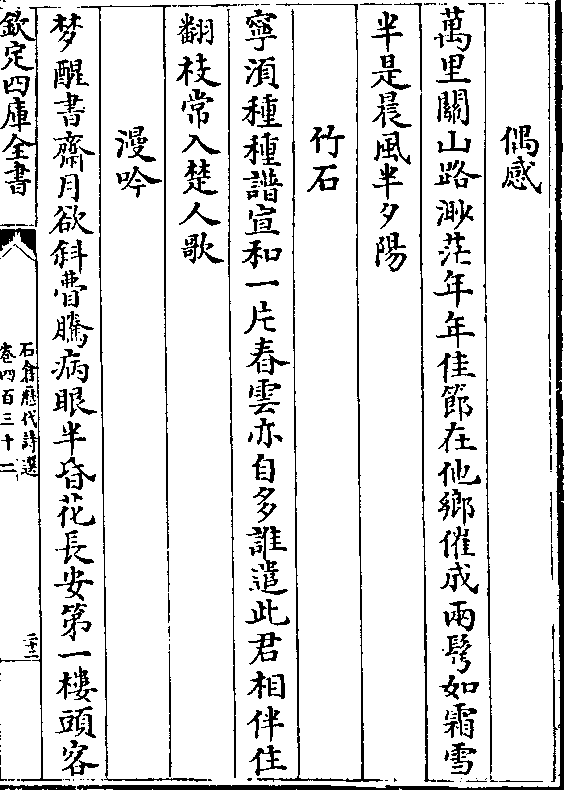 偶感
萬里關山路渺茫年年佳節在他鄉催成兩鬂如霜雪
半是晨風半夕陽
竹石
寧湏種種譜宣和一片春雲亦自多誰遣此君相伴住
翻枝常入楚人歌
漫吟
梦醒書齋月欲斜瞢騰病眼半昏花長安第一樓頭客
欽定四庫全書
石倉歴代詩選
卷四百三十二